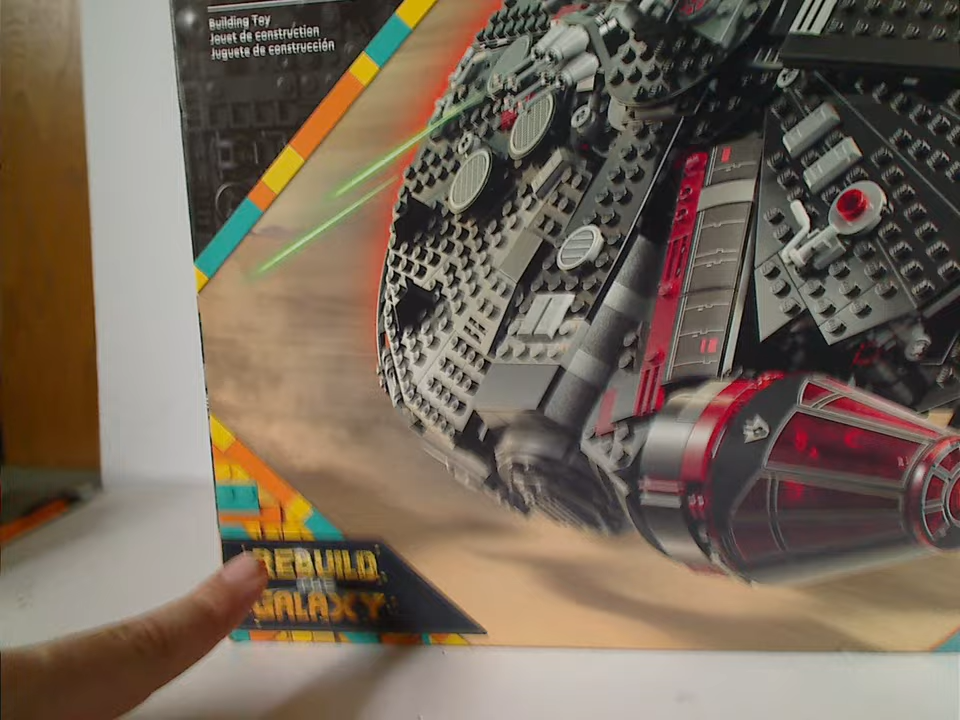 Building Toy
Jouet de construction
Juguete de construcción
REBUILD
THE
GALAXY